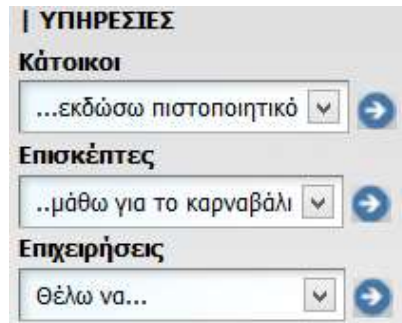 | ΥΠΗΡΕΣΙΕΣ
Κάτοικοι
...εκδώσω πιστοποιητικό
Επισκέπτες
..μάθω για το καρναβάλι
Επιχειρήσεις
Θέλω να...